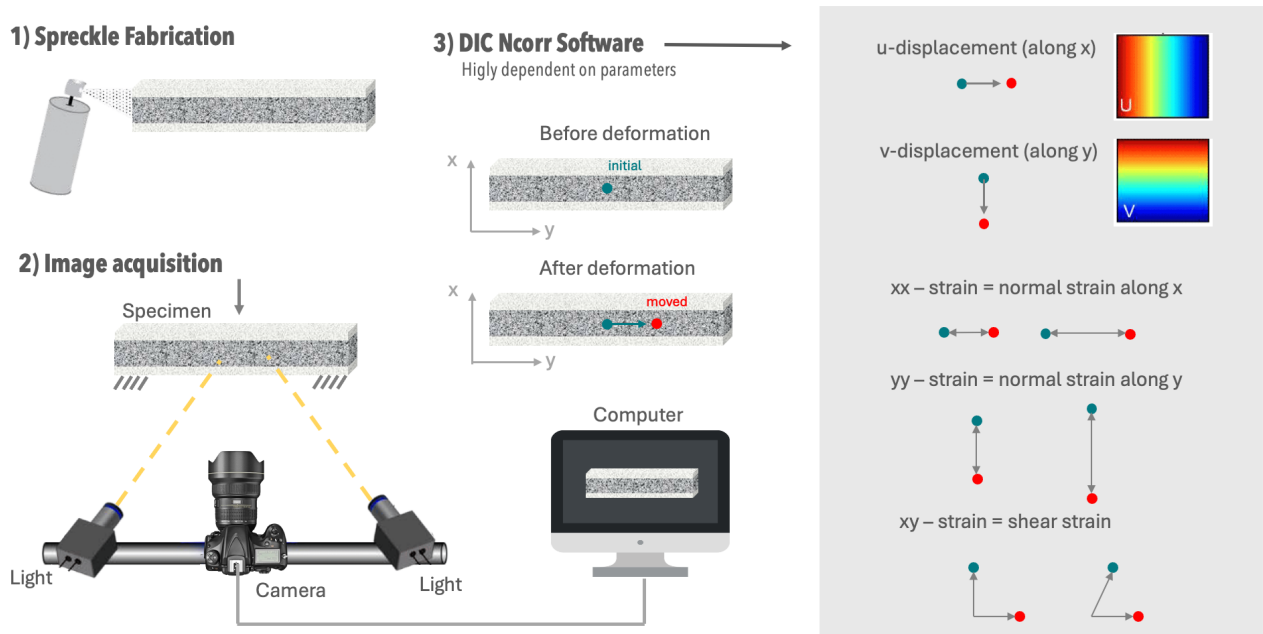 1) Spreckle Fabrication
2) Image acquisition
Specimen
Light
Camera
Light
3) DIC Ncorr Software
Higly dependent on parameters
Before deformation
x
initial
y
After deformation
x
moved
y
Computer
u-displacement (along x)
U
v-displacement (along y)
V
xx – strain = normal strain along x
yy – strain = normal strain along y
xy – strain = shear strain